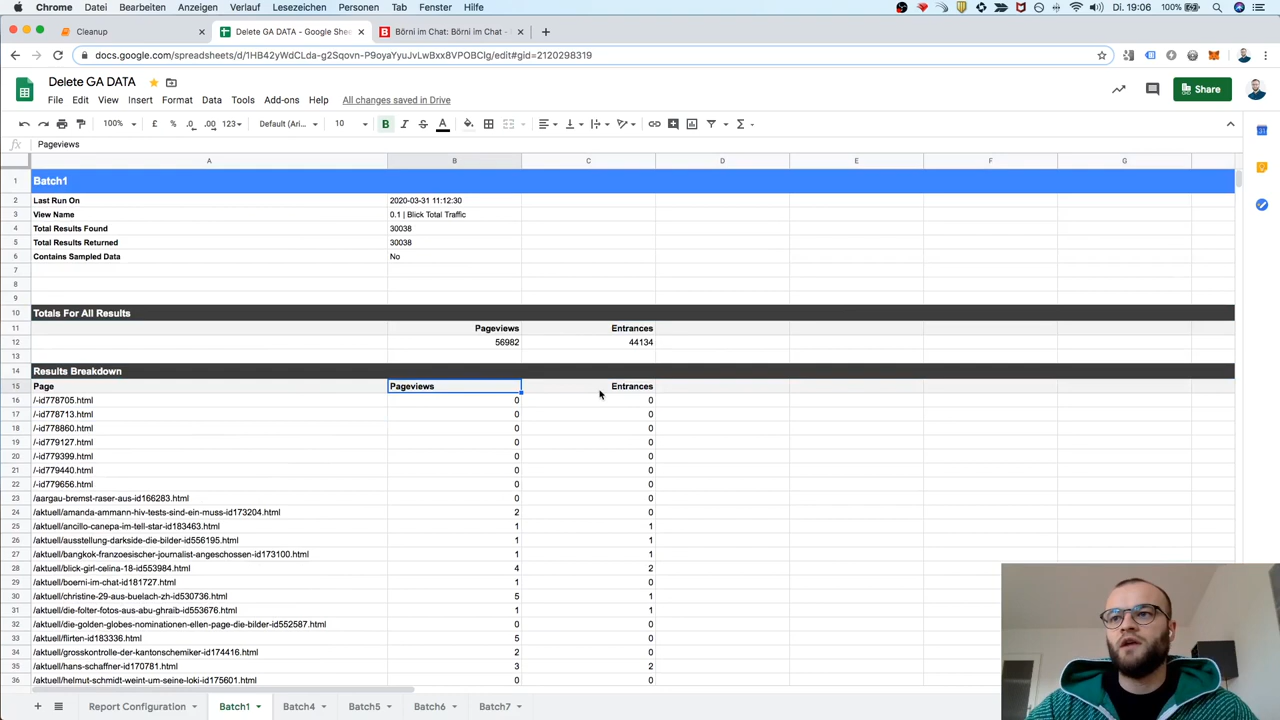 Chrome Datei Bearbeiten Anzeigen Verlauf Lesezeichen Personen Tab Fenster Hilfe 100% Di. 19:06
Cleanup Delete GA DATA - Google She Börni im Chat: Börni im Chat -
docs.google.com/spreadsheets/d/1HB42yWdCLda-g2Sqovn-P9oyaYyuJvLwBxx8VPOBClg/edit#gid=2120298319
Delete GA DATA
File Edit View Insert Format Data Tools Add-ons Help All changes saved in Drive Share
100% £ % .0 .00 123 Default (Ari... 10 B I S A
fx Pageviews
A B C D E F G
1 Batch1
2 Last Run On 2020-03-31 11:12:30
3 View Name 0.1 | Blick Total Traffic
4 Total Results Found 30038
5 Total Results Returned 30038
6 Contains Sampled Data No
7
8
9
10 Totals For All Results
11 Pageviews Entrances
12 56982 44134
13
14 Results Breakdown
15 Page Pageviews Entrances
16 /-id778705.html 0 0
17 /-id778713.html 0 0
18 /-id778860.html 0 0
19 /-id779127.html 0 0
20 /-id779399.html 0 0
21 /-id779440.html 0 0
22 /-id779656.html 0 0
23 /aargau-bremst-raser-aus-id166283.html 0 0
24 /aktuell/amanda-ammann-hiv-tests-sind-ein-muss-id173204.html 2 0
25 /aktuell/ancillo-canepa-im-tell-star-id183463.html 1 1
26 /aktuell/ausstellung-darkside-die-bilder-id556195.html 1 1
27 /aktuell/bangkok-franzoesischer-journalist-angeschossen-id173100.html 1 1
28 /aktuell/blick-girl-celina-18-id553984.html 4 2
29 /aktuell/boerni-im-chat-id181727.html 1 0
30 /aktuell/christine-29-aus-buelach-zh-id530736.html 5 1
31 /aktuell/die-folter-fotos-aus-abu-ghraib-id553676.html 1 1
32 /aktuell/die-golden-globes-nominationen-ellen-page-die-bilder-id552587.html 0 0
33 /aktuell/flirten-id183336.html 5 0
34 /aktuell/grosskontrolle-der-kantonschemiker-id174416.html 2 0
35 /aktuell/hans-schaffner-id170781.html 3 2
36 /aktuell/helmut-schmidt-weint-um-seine-loki-id175601.html 0 0
Report Configuration Batch1 Batch4 Batch5 Batch6 Batch7